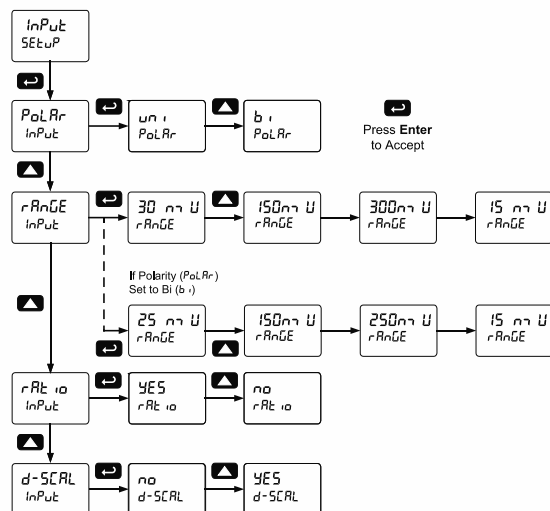 InPut
SEtuP
PoLAr
InPut
uni
PoLAr
bi
PoLAr
Press Enter
to Accept
rAnGE
InPut
30 mV
rAnGE
150mV
rAnGE
300mV
rAnGE
15 mV
rAnGE
If Polarity (PoLAr)
Set to Bi (bi)
25 mV
rAnGE
150mV
rAnGE
250mV
rAnGE
15 mV
rAnGE
rAtio
InPut
YES
rAtio
no
rAtio
d-SCAL
InPut
no
d-SCAL
YES
d-SCAL